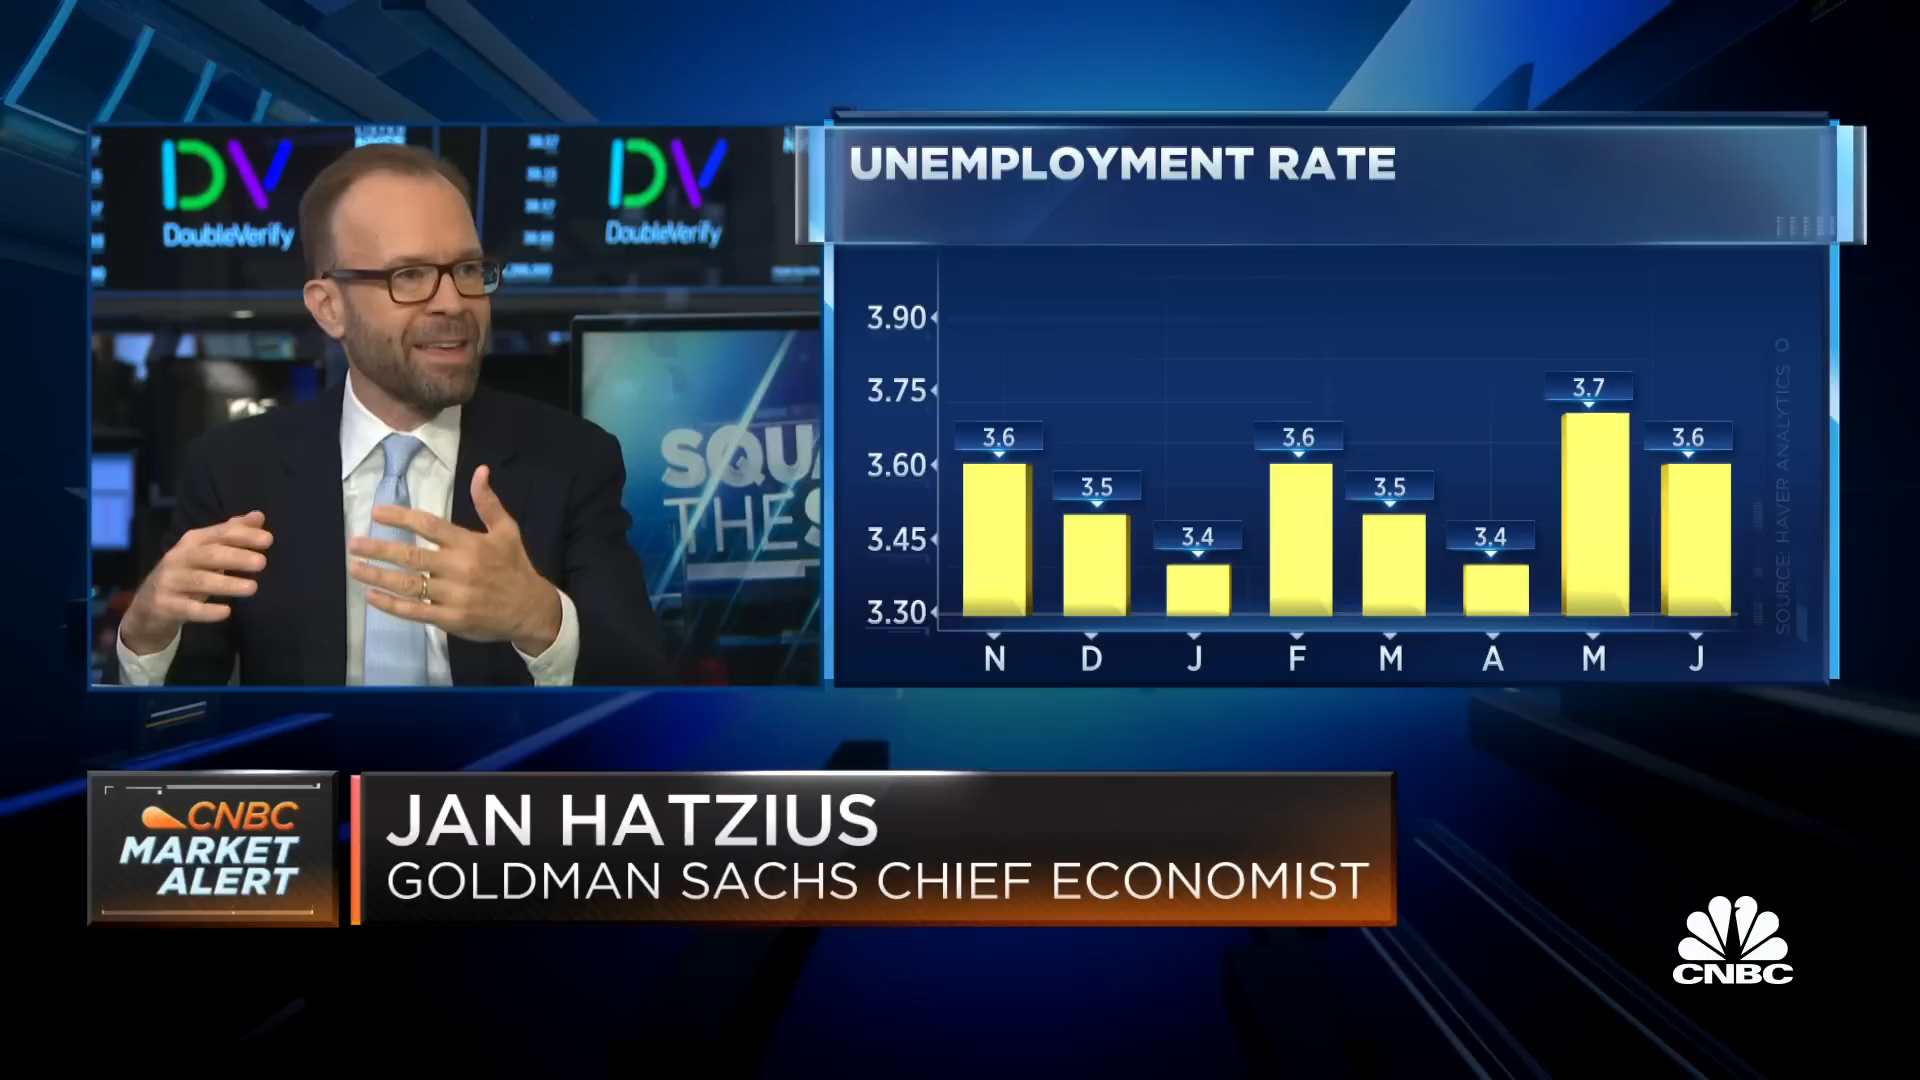 DV
DoubleVerify
DV
DoubleVerify
SQUA
THE S
UNEMPLOYMENT RATE
3.90
3.75
3.60
3.45
3.30
3.6
3.5
3.4
3.6
3.5
3.4
3.7
3.6
N D J F M A M J
SOURCE: HAVER ANALYTICS
CNBC
MARKET
ALERT
JAN HATZIUS
GOLDMAN SACHS CHIEF ECONOMIST
CNBC